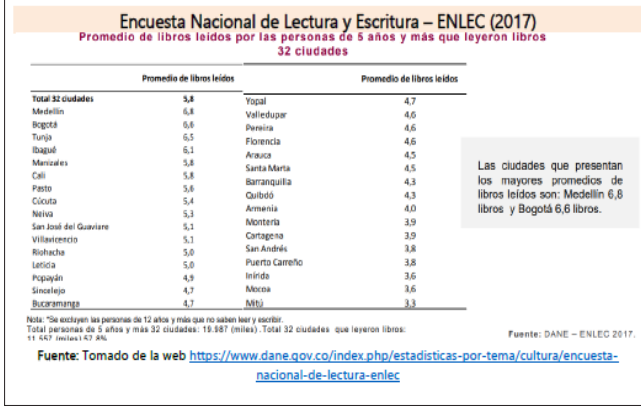 Encuesta Nacional de Lectura y Escritura – ENLEC (2017)
Promedio de libros leídos por las personas de 5 años y más que leyeron libros
32 ciudades
Promedio de libros leídos
Total 32 ciudades 5,8
Medellín 6,8
Bogotá 6,6
Tunja 6,5
Ibagué 6,1
Manizales 5,8
Cali 5,8
Pasto 5,6
Cúcuta 5,4
Neiva 5,3
San José del Guaviare 5,1
Villavicencio 5,1
Riohacha 5,0
Leticia 5,0
Popayán 4,9
Sincelejo 4,7
Bucaramanga 4,7
Promedio de libros leídos
Yopal 4,7
Valledupar 4,6
Pereira 4,6
Florencia 4,6
Arauca 4,5
Santa Marta 4,5
Barranquilla 4,3
Quibdó 4,3
Armenia 4,0
Montería 3,9
Cartagena 3,9
San Andrés 3,8
Puerto Carreño 3,8
Inírida 3,6
Mocoa 3,6
Mitú 3,3
Las ciudades que presentan
los mayores promedios de
libros leídos son: Medellín 6,8
libros y Bogotá 6,6 libros.
Nota: *Se excluyen las personas de 12 años y más que no saben leer y escribir.
Total personas de 5 años y más 32 ciudades: 19.987 (miles). Total 32 ciudades que leyeron libros:
11.557 (miles) 57,8%
Fuente: DANE – ENLEC 2017.
Fuente: Tomado de la web https://www.dane.gov.co/index.php/estadisticas-por-tema/cultura/encuesta-
nacional-de-lectura-enlec